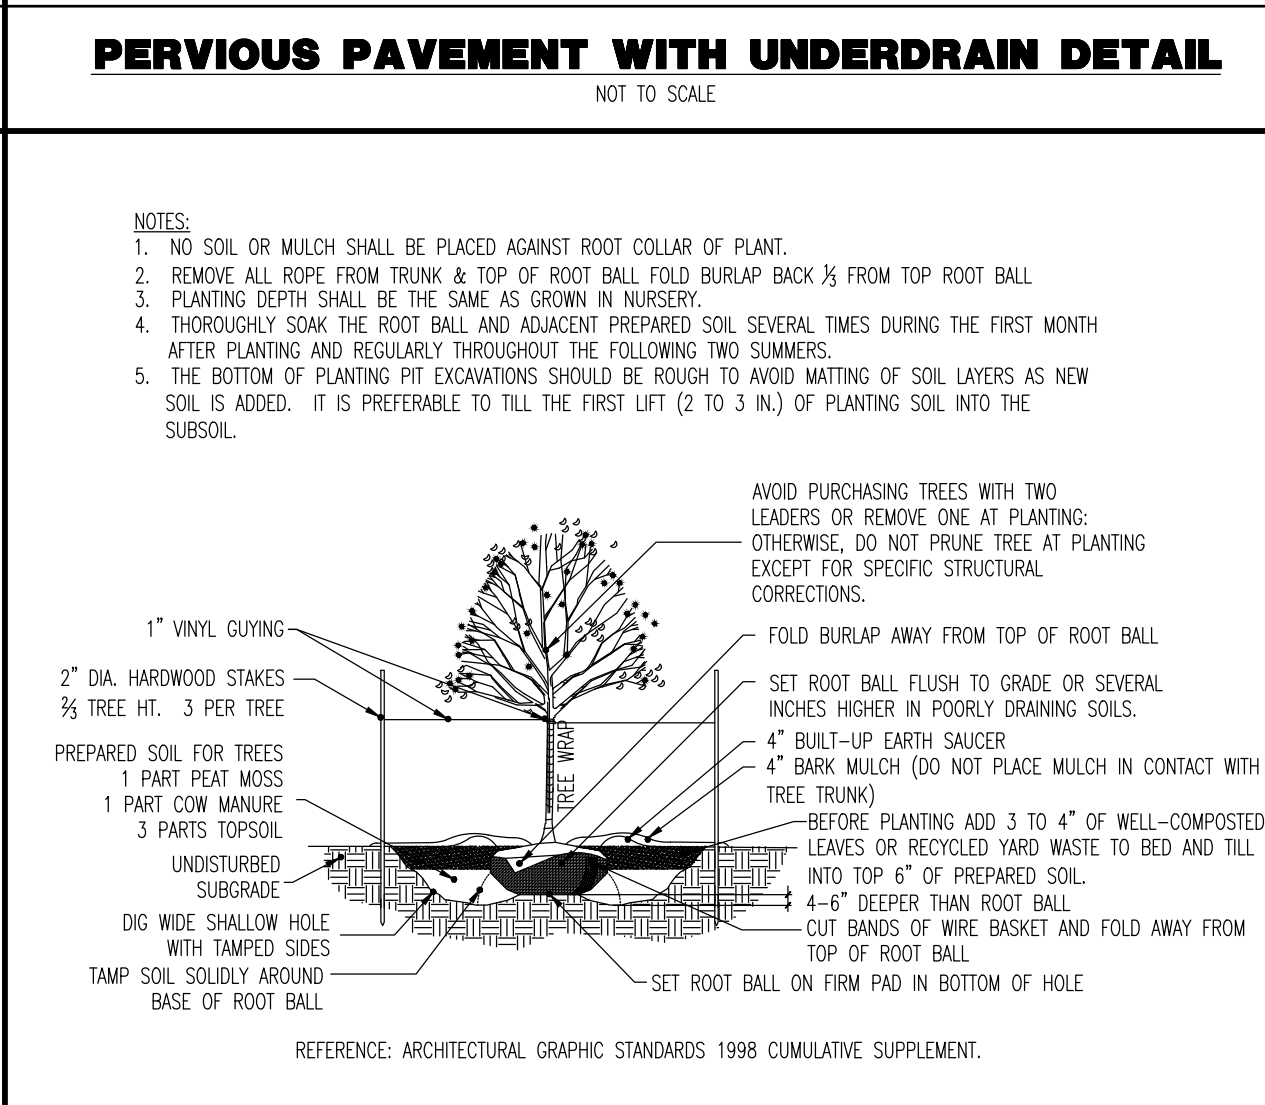 PERVIOUS PAVEMENT WITH UNDERDRAIN DETAIL
NOT TO SCALE
NOTES:
1. NO SOIL OR MULCH SHALL BE PLACED AGAINST ROOT COLLAR OF PLANT.
2. REMOVE ALL ROPE FROM TRUNK & TOP OF ROOT BALL FOLD BURLAP BACK ⅓ FROM TOP ROOT BALL
3. PLANTING DEPTH SHALL BE THE SAME AS GROWN IN NURSERY.
4. THOROUGHLY SOAK THE ROOT BALL AND ADJACENT PREPARED SOIL SEVERAL TIMES DURING THE FIRST MONTH
AFTER PLANTING AND REGULARLY THROUGHOUT THE FOLLOWING TWO SUMMERS.
5. THE BOTTOM OF PLANTING PIT EXCAVATIONS SHOULD BE ROUGH TO AVOID MATTING OF SOIL LAYERS AS NEW
SOIL IS ADDED. IT IS PREFERABLE TO TILL THE FIRST LIFT (2 TO 3 IN.) OF PLANTING SOIL INTO THE
SUBSOIL.
AVOID PURCHASING TREES WITH TWO
LEADERS OR REMOVE ONE AT PLANTING:
OTHERWISE, DO NOT PRUNE TREE AT PLANTING
EXCEPT FOR SPECIFIC STRUCTURAL
CORRECTIONS.
1" VINYL GUYING
2" DIA. HARDWOOD STAKES
⅔ TREE HT. 3 PER TREE
PREPARED SOIL FOR TREES
1 PART PEAT MOSS
1 PART COW MANURE
3 PARTS TOPSOIL
UNDISTURBED
SUBGRADE
DIG WIDE SHALLOW HOLE
WITH TAMPED SIDES
TAMP SOIL SOLIDLY AROUND
BASE OF ROOT BALL
TREE WRAP
FOLD BURLAP AWAY FROM TOP OF ROOT BALL
SET ROOT BALL FLUSH TO GRADE OR SEVERAL
INCHES HIGHER IN POORLY DRAINING SOILS.
4" BUILT-UP EARTH SAUCER
4" BARK MULCH (DO NOT PLACE MULCH IN CONTACT WITH
TREE TRUNK)
BEFORE PLANTING ADD 3 TO 4" OF WELL-COMPOSTED
LEAVES OR RECYCLED YARD WASTE TO BED AND TILL
INTO TOP 6" OF PREPARED SOIL.
4-6" DEEPER THAN ROOT BALL
CUT BANDS OF WIRE BASKET AND FOLD AWAY FROM
TOP OF ROOT BALL
SET ROOT BALL ON FIRM PAD IN BOTTOM OF HOLE
REFERENCE: ARCHITECTURAL GRAPHIC STANDARDS 1998 CUMULATIVE SUPPLEMENT.